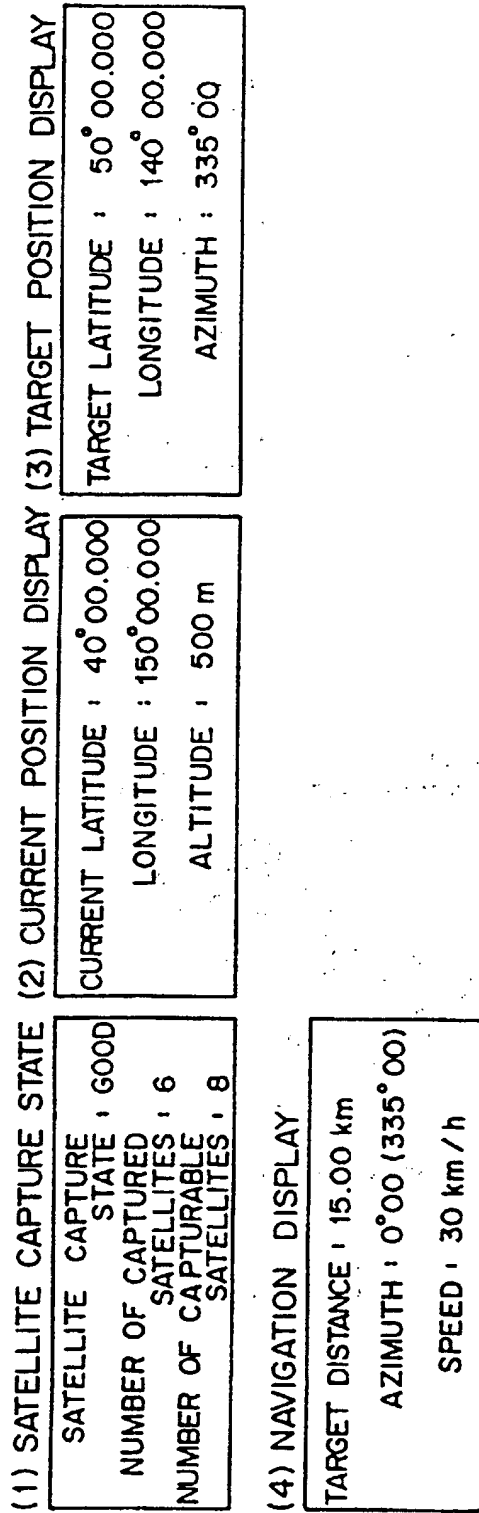 (1) SATELLITE CAPTURE STATE
SATELLITE CAPTURE
STATE : GOOD
NUMBER OF CAPTURED
SATELLITES : 6
NUMBER OF CAPTURABLE
SATELLITES : 8
(2) CURRENT POSITION DISPLAY
CURRENT LATITUDE : 40°00.000
LONGITUDE : 150°00.000
ALTITUDE : 500 m
(3) TARGET POSITION DISPLAY
TARGET LATITUDE : 50°00.000
LONGITUDE : 140°00.000
AZIMUTH : 335°00
(4) NAVIGATION DISPLAY
TARGET DISTANCE : 15.00 km
AZIMUTH : 0°00 (335°00)
SPEED : 30 km/h